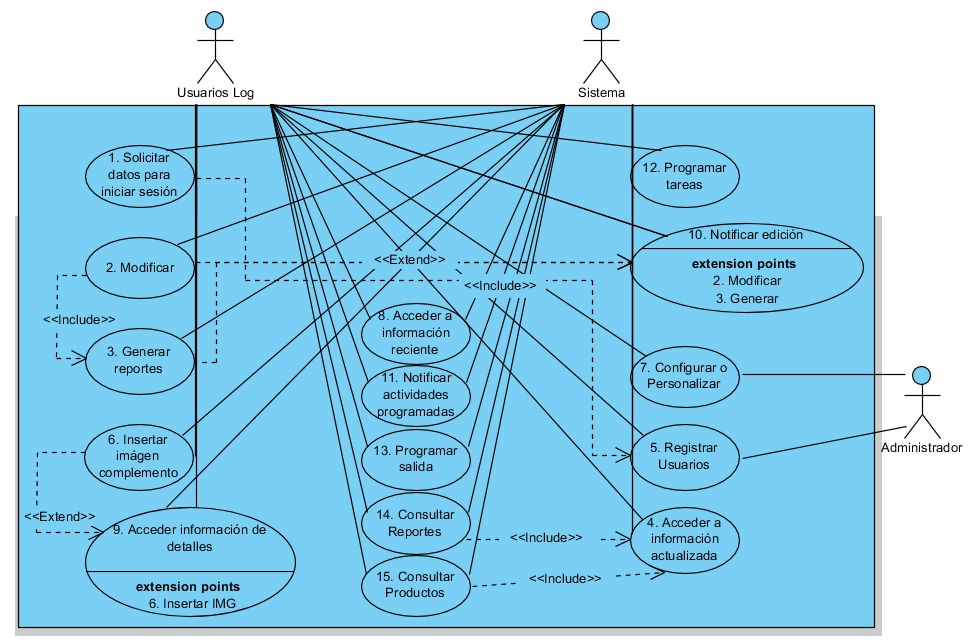 Usuarios Log
Sistema
1. Solicitar
datos para
iniciar sesión
12. Programar
tareas
2. Modificar
<<Extend>>
10. Notificar edición
extension points
2. Modificar
3. Generar
<<Include>>
<<Include>>
8. Acceder a
información
reciente
3. Generar
reportes
7. Configurar o
Personalizar
11. Notificar
actividades
programadas
6. Insertar
imágen
complemento
13. Programar
salida
5. Registrar
Usuarios
Administrador
<<Extend>>
9. Acceder información de
detalles
extension points
6. Insertar IMG
14. Consultar
Reportes
<<Include>>
4. Acceder a
información
actualizada
15. Consultar
Productos
<<Include>>